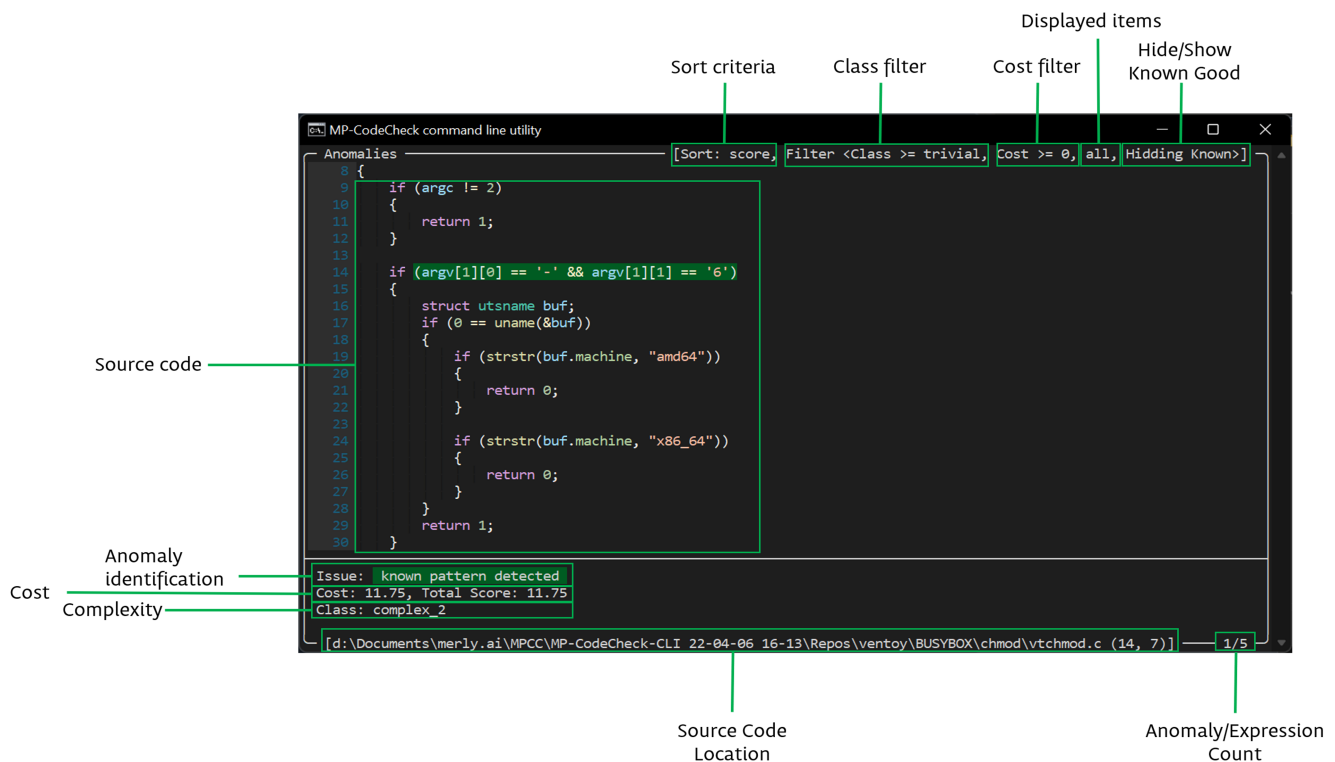 Displayed items
Hide/Show
Known Good
Sort criteria
Class filter
Cost filter
MP-CodeCheck command line utility
Anomalies [Sort: score, Filter <Class >= trivial, Cost >= 0, all, Hidding Known>]
8 {
9 if (argc != 2)
10 {
11 return 1;
12 }
13
14 if (argv[1][0] == '-' && argv[1][1] == '6')
15 {
16 struct utsname buf;
17 if (0 == uname(&buf))
18 {
19 if (strstr(buf.machine, "amd64"))
20 {
21 return 0;
22 }
23
24 if (strstr(buf.machine, "x86_64"))
25 {
26 return 0;
27 }
28 }
29 return 1;
30 }
Source code
Anomaly
identification
Cost
Complexity
Issue: known pattern detected
Cost: 11.75, Total Score: 11.75
Class: complex_2
[d:\Documents\merly.ai\MPCC\MP-CodeCheck-CLI 22-04-06 16-13\Repos\ventoy\BUSYBOX\chmod\vtchmod.c (14, 7)] 1/5
Source Code
Location
Anomaly/Expression
Count